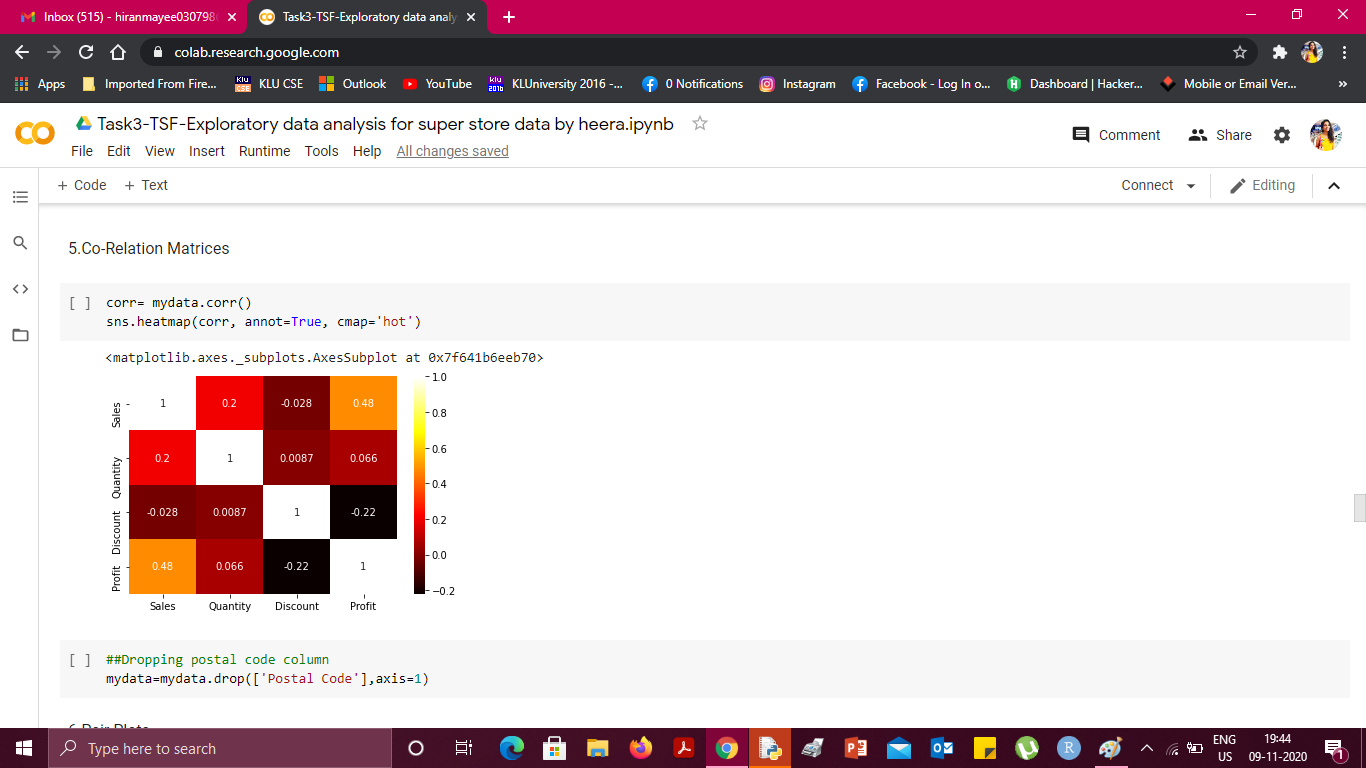 Inbox (515) - hiranmayee030798
Task3-TSF-Exploratory data analy
colab.research.google.com
Apps Imported From Fire... KLU CSE Outlook YouTube KLUniversity 2016 -... 0 Notifications Instagram Facebook - Log In o... Dashboard | Hacker... Mobile or Email Ver... »
Task3-TSF-Exploratory data analysis for super store data by heera.ipynb
Comment Share
File Edit View Insert Runtime Tools Help All changes saved
+ Code + Text Connect Editing
5.Co-Relation Matrices
[ ] corr= mydata.corr()
sns.heatmap(corr, annot=True, cmap='hot')
<matplotlib.axes._subplots.AxesSubplot at 0x7f641b6eeb70>
Sales 1 0.2 -0.028 0.48
Quantity 0.2 1 0.0087 0.066
Discount -0.028 0.0087 1 -0.22
Profit 0.48 0.066 -0.22 1
Sales Quantity Discount Profit
1.0
0.8
0.6
0.4
0.2
0.0
−0.2
[ ] ##Dropping postal code column
mydata=mydata.drop(['Postal Code'],axis=1)
6.Pair Plots
Type here to search
ENG
US
19:44
09-11-2020
1